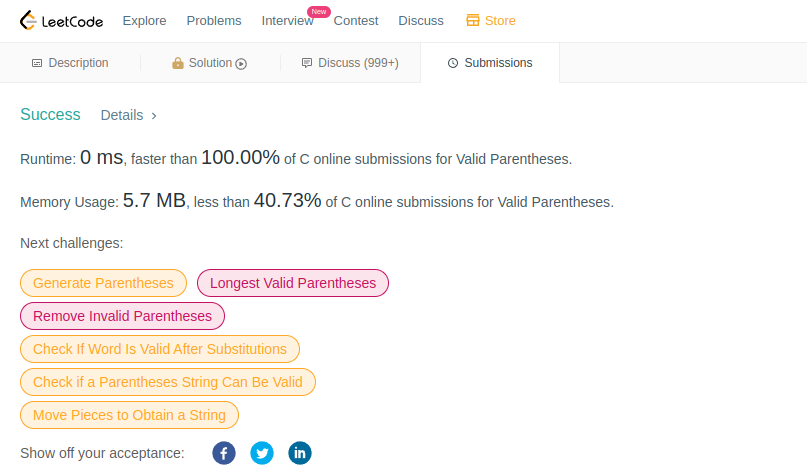 LeetCode Explore Problems Interview New Contest Discuss Store
Description Solution Discuss (999+) Submissions
Success Details ›
Runtime: 0 ms, faster than 100.00% of C online submissions for Valid Parentheses.
Memory Usage: 5.7 MB, less than 40.73% of C online submissions for Valid Parentheses.
Next challenges:
Generate Parentheses Longest Valid Parentheses
Remove Invalid Parentheses
Check If Word Is Valid After Substitutions
Check if a Parentheses String Can Be Valid
Move Pieces to Obtain a String
Show off your acceptance: